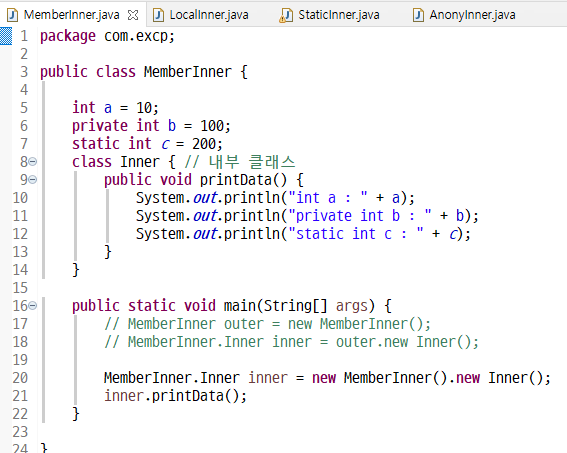 MemberInner.java LocalInner.java StaticInner.java AnonyInner.java
1 package com.excp;
2
3 public class MemberInner {
4
5 int a = 10;
6 private int b = 100;
7 static int c = 200;
8 class Inner { // 내부 클래스
9 public void printData() {
10 System.out.println("int a : " + a);
11 System.out.println("private int b : " + b);
12 System.out.println("static int c : " + c);
13 }
14 }
15
16 public static void main(String[] args) {
17 // MemberInner outer = new MemberInner();
18 // MemberInner.Inner inner = outer.new Inner();
19
20 MemberInner.Inner inner = new MemberInner().new Inner();
21 inner.printData();
22 }
23
24 }